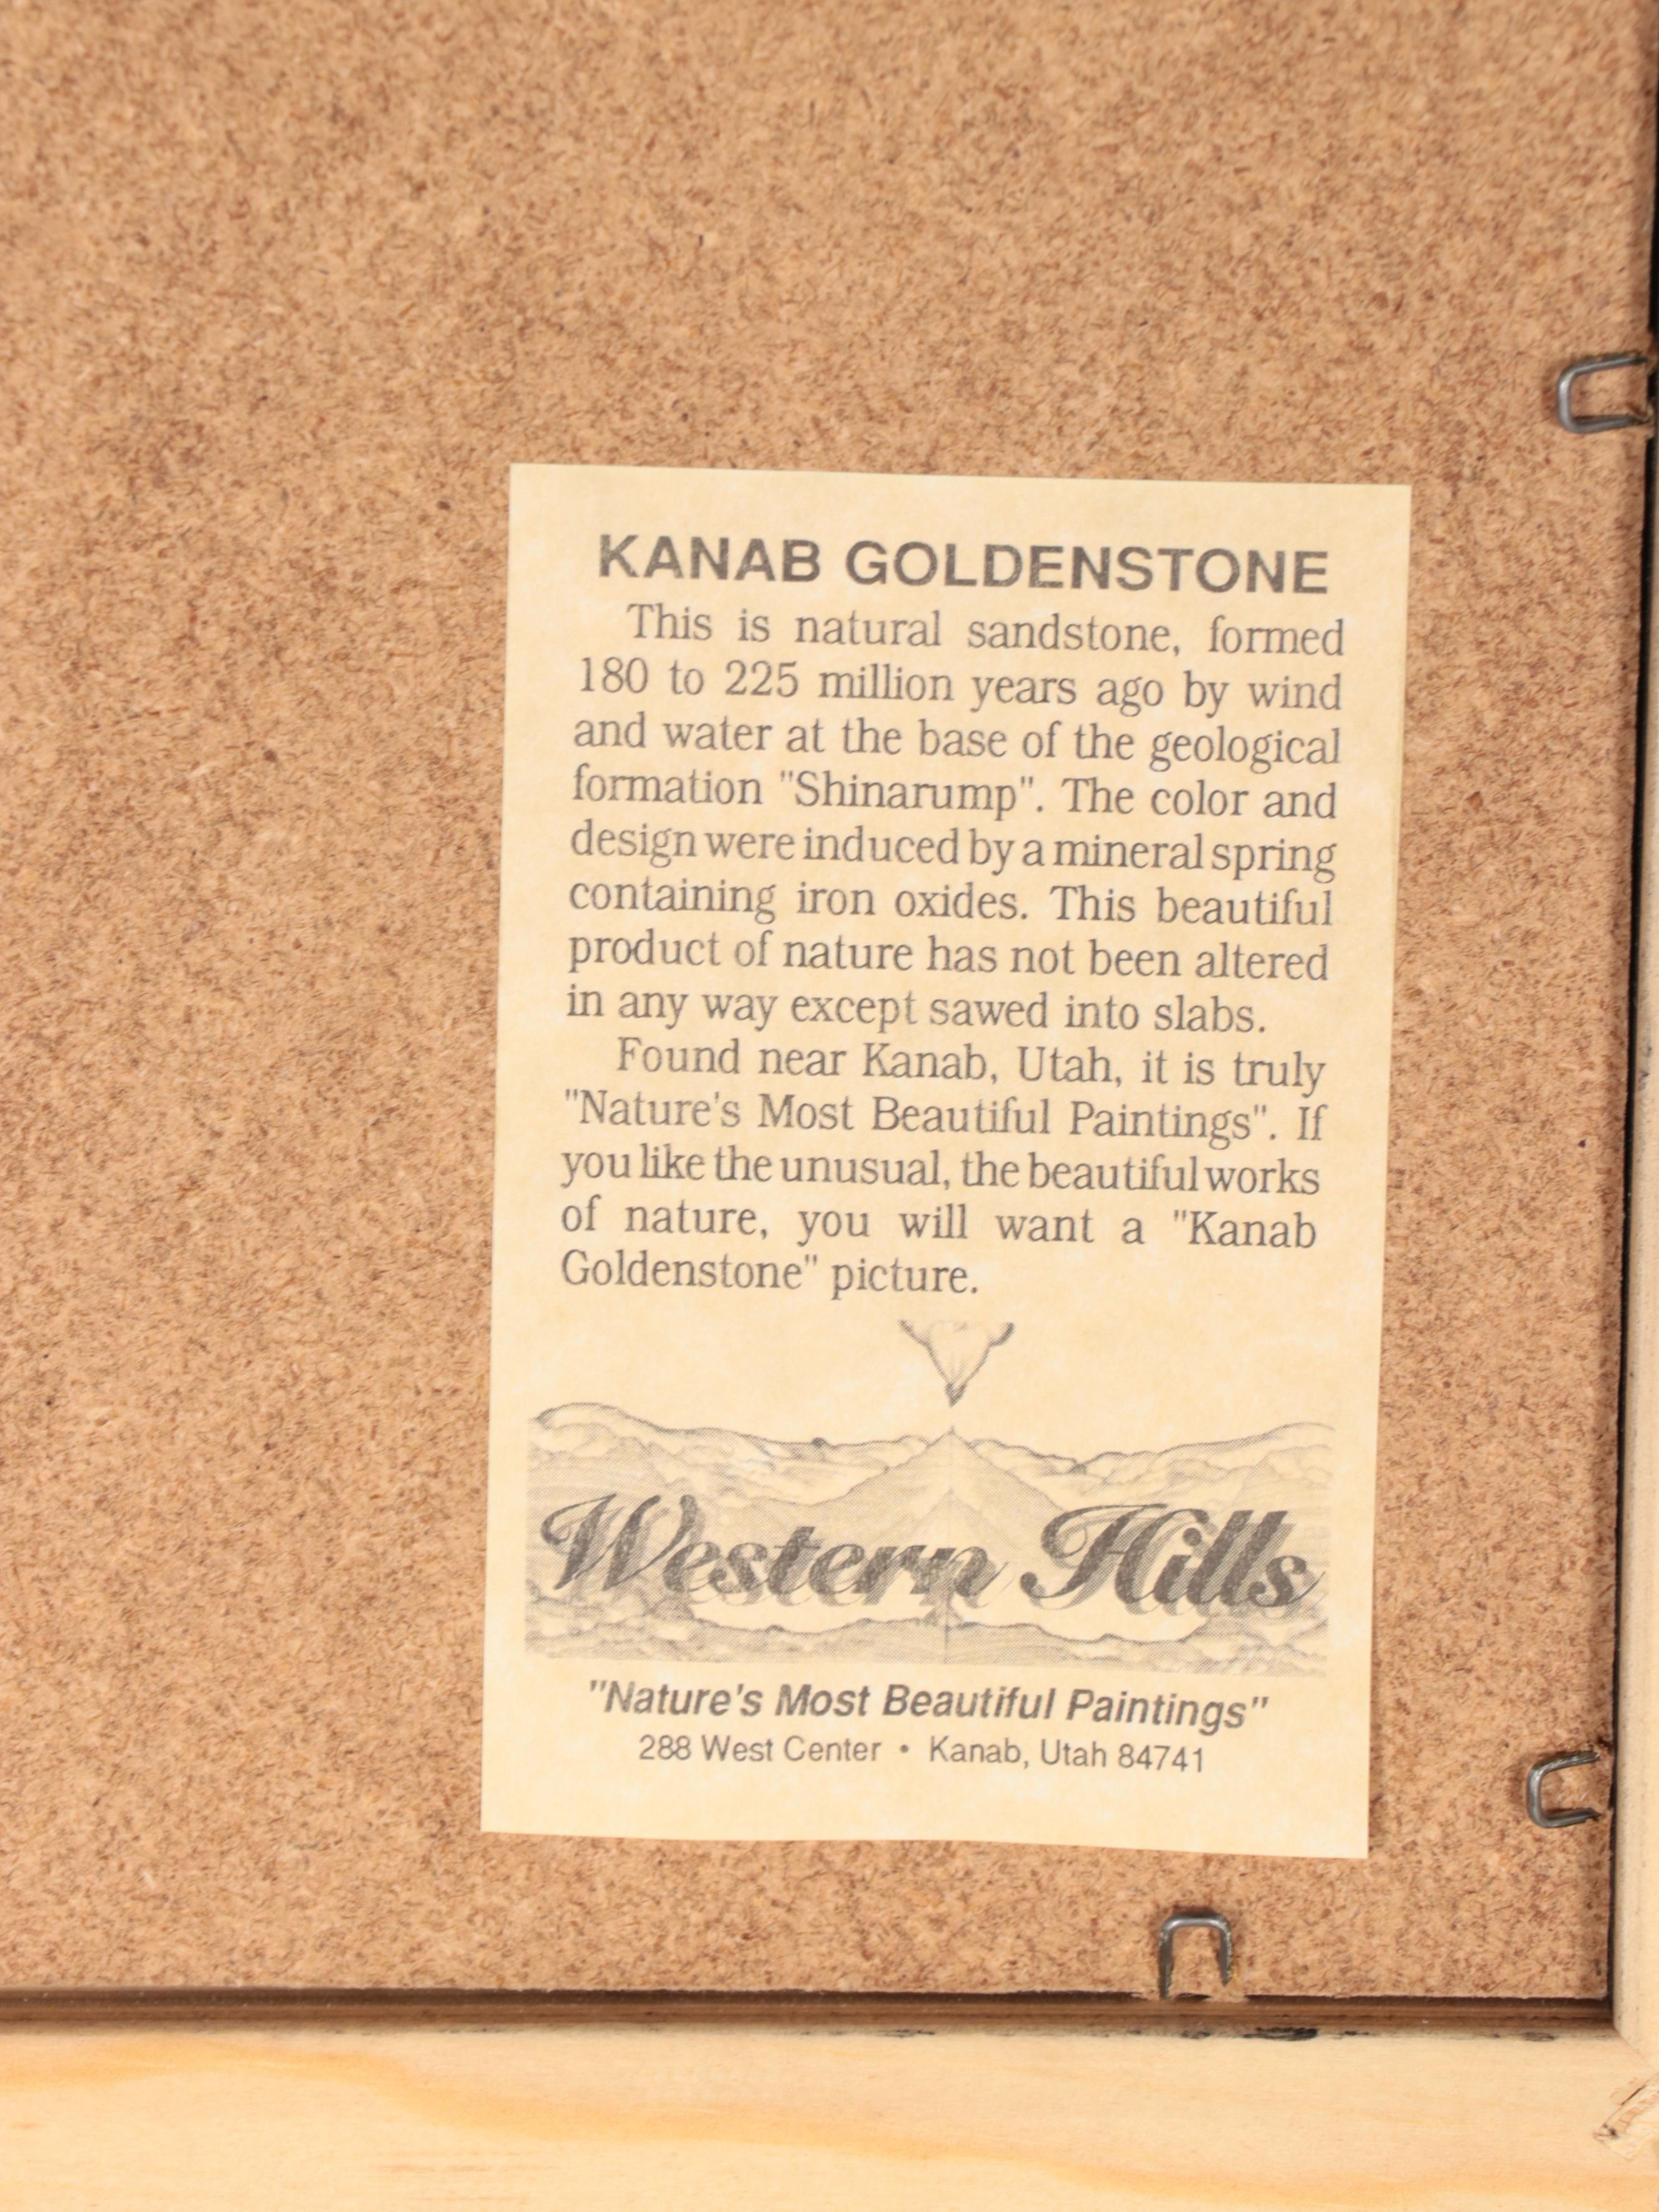 KANAB GOLDENSTONE
This is natural sandstone, formed
180 to 225 million years ago by wind
and water at the base of the geological
formation "Shinarump". The color and
design were induced by a mineral spring
containing iron oxides. This beautiful
product of nature has not been altered
in any way except sawed into slabs.
Found near Kanab, Utah, it is truly
"Nature's Most Beautiful Paintings". If
you like the unusual, the beautiful works
of nature, you will want a "Kanab
Goldenstone" picture.
Western Hills
"Nature's Most Beautiful Paintings"
288 West Center • Kanab, Utah 84741